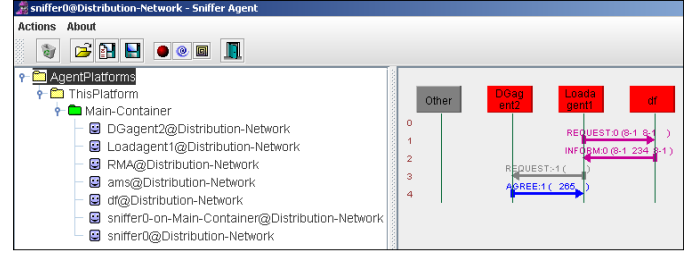 sniffer0@Distribution-Network - Sniffer Agent
Actions About
AgentPlatforms
ThisPlatform
Main-Container
DGagent2@Distribution-Network
Loadagent1@Distribution-Network
RMA@Distribution-Network
ams@Distribution-Network
df@Distribution-Network
sniffer0-on-Main-Container@Distribution-Network
sniffer0@Distribution-Network
Other
DGag
ent2
Loada
gent1
df
0
1
2
3
4
REQUEST:0 (8-1 8-1 )
INFORM:0 (8-1 234 8-1 )
REQUEST:-1 ( )
AGREE:1 ( 265 )